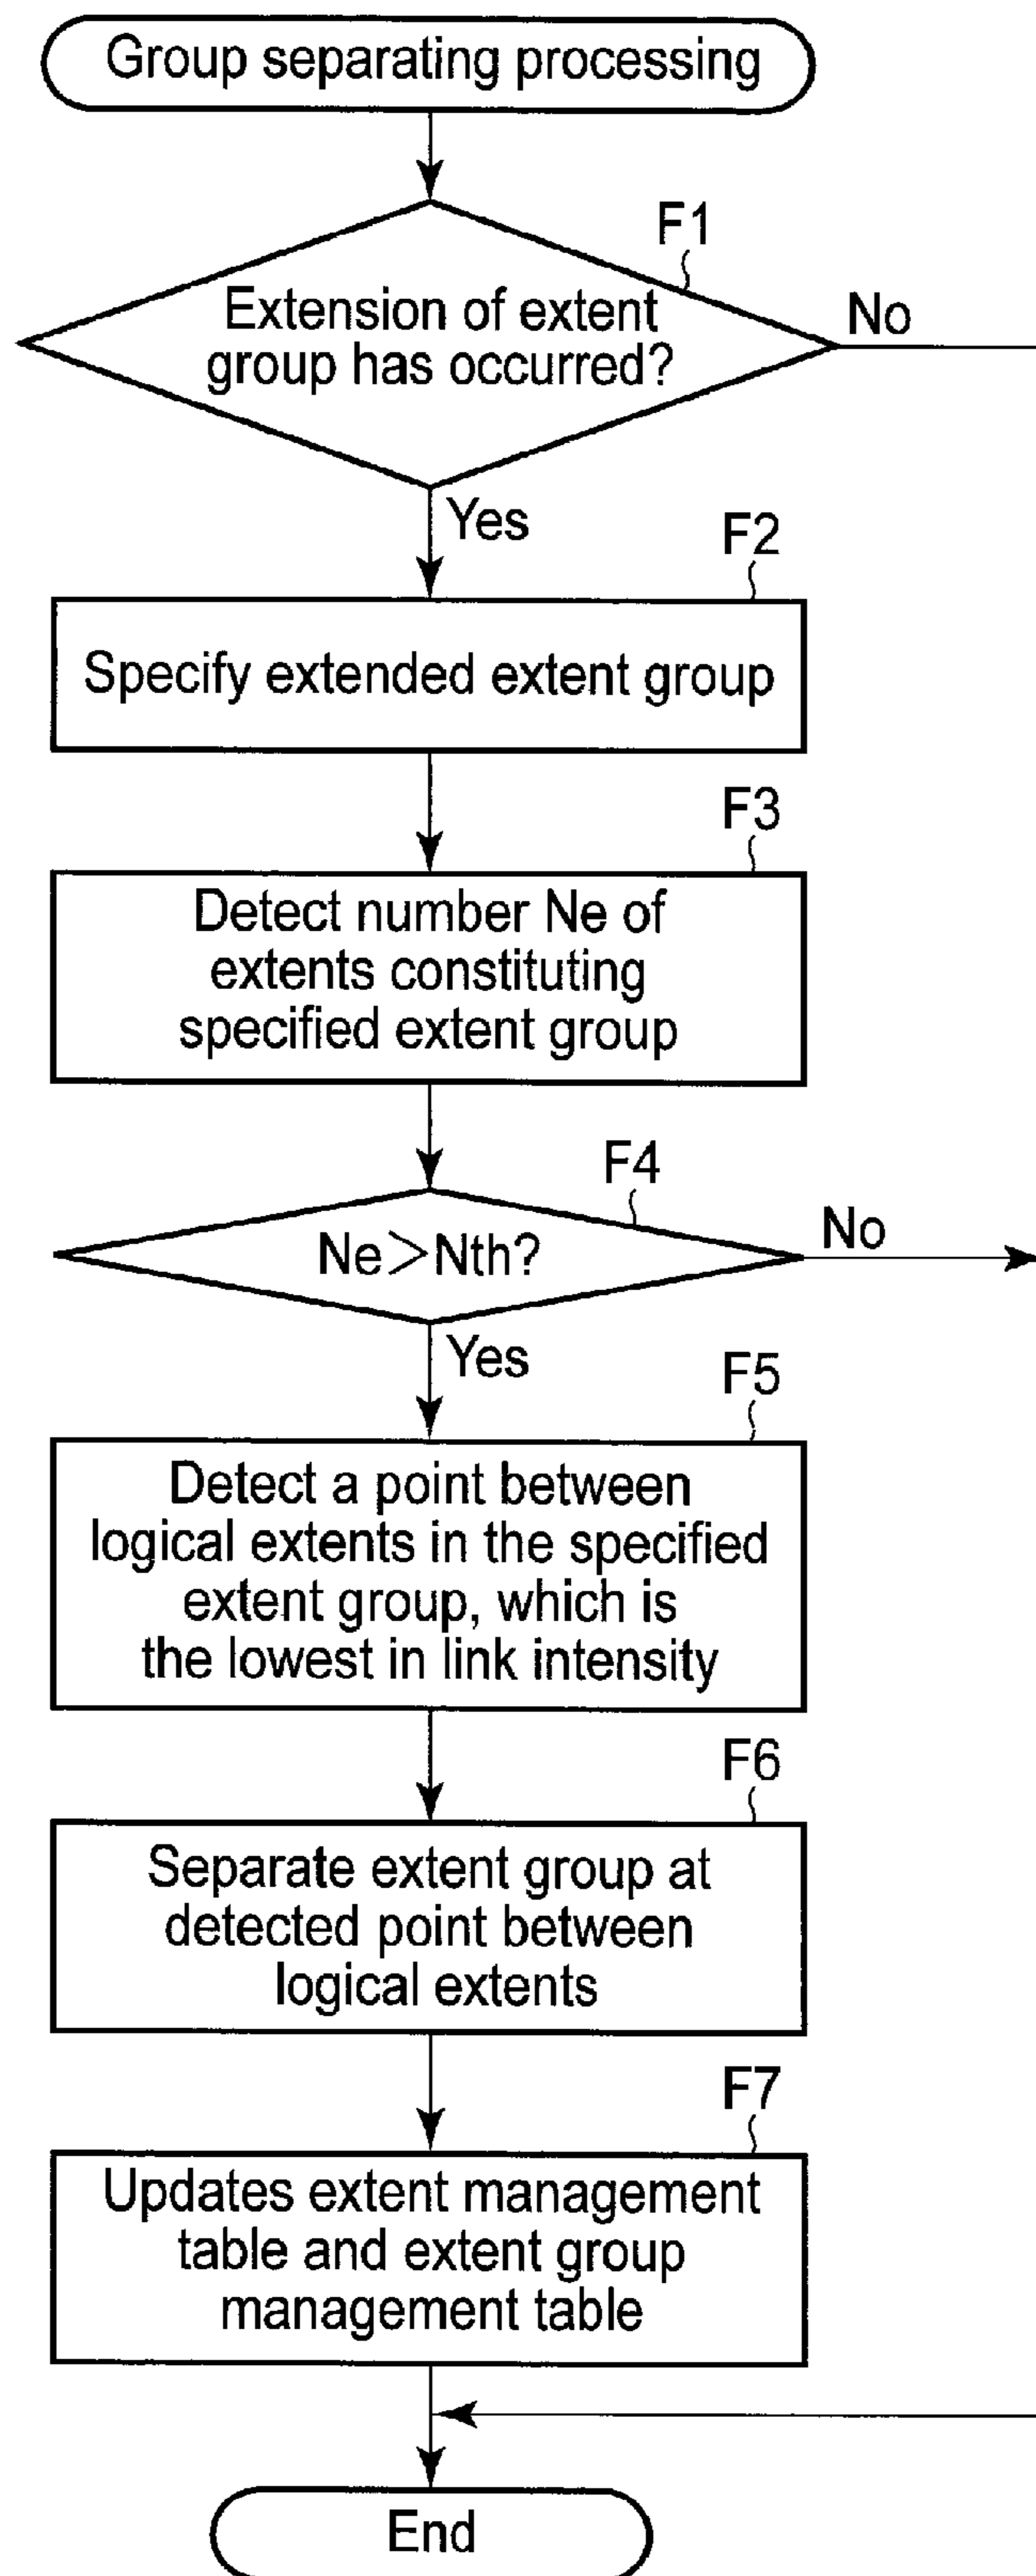 Group separating processing
F1
Extension of extent
group has occurred?
No
Yes
F2
Specify extended extent group
F3
Detect number Ne of
extents constituting
specified extent group
F4
Ne>Nth?
No
Yes
F5
Detect a point between
logical extents in the specified
extent group, which is
the lowest in link intensity
F6
Separate extent group at
detected point between
logical extents
F7
Updates extent management
table and extent group
management table
End